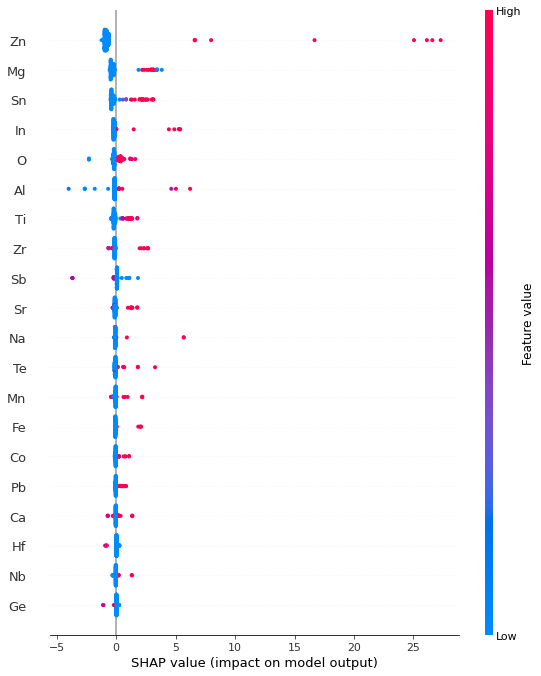 High
Zn
Mg
Sn
In
O
Al
Ti
Zr
Sb
Sr
Na
Te
Mn
Fe
Co
Pb
Ca
Hf
Nb
Ge
Feature value
Low
−5 0 5 10 15 20 25
SHAP value (impact on model output)